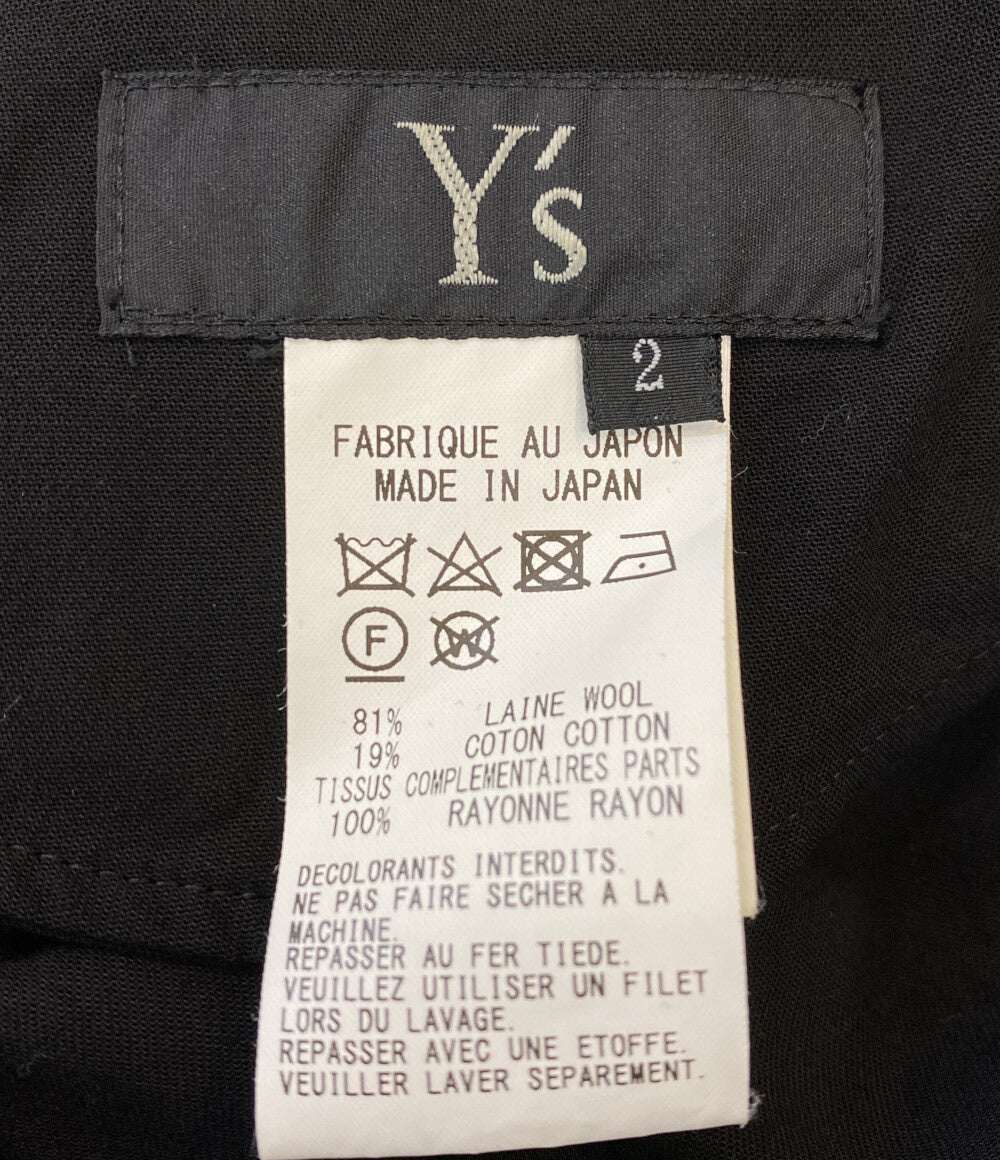 Y's
2
FABRIQUE AU JAPON
MADE IN JAPAN
F W
81% LAINE WOOL
19% COTON COTTON
TISSUS COMPLEMENTAIRES PARTS
100% RAYONNE RAYON
DECOLORANTS INTERDITS.
NE PAS FAIRE SECHER A LA
MACHINE.
REPASSER AU FER TIEDE.
VEUILLEZ UTILISER UN FILET
LORS DU LAVAGE.
REPASSER AVEC UNE ETOFFE.
VEUILLER LAVER SEPAREMENT.